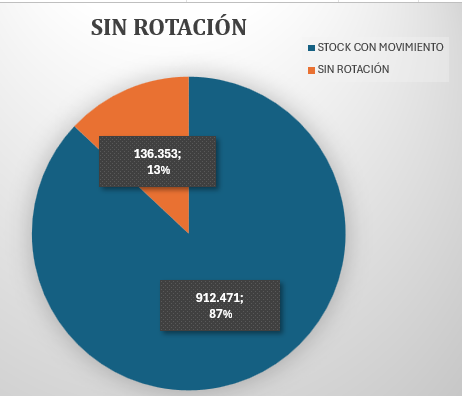 SIN ROTACIÓN
STOCK CON MOVIMIENTO
SIN ROTACIÓN
136.353;
13%
912.471;
87%